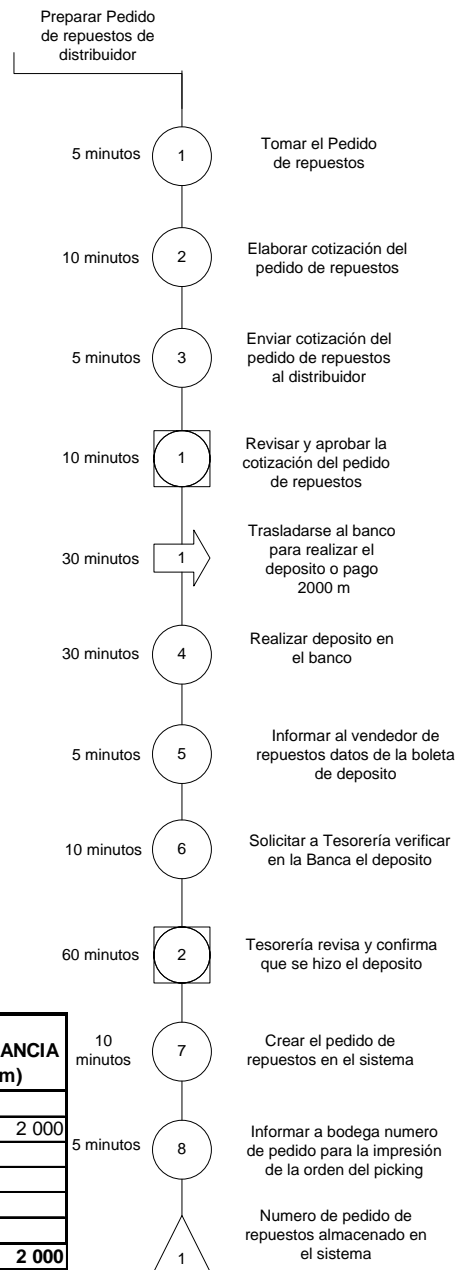 Preparar Pedido
de repuestos de
distribuidor
5 minutos
1
Tomar el Pedido
de repuestos
10 minutos
2
Elaborar cotización del
pedido de repuestos
5 minutos
3
Enviar cotización del
pedido de repuestos
al distribuidor
10 minutos
1
Revisar y aprobar la
cotización del pedido
de repuestos
30 minutos
1
Trasladarse al banco
para realizar el
deposito o pago
2000 m
30 minutos
4
Realizar deposito en
el banco
5 minutos
5
Informar al vendedor de
repuestos datos de la boleta
de deposito
10 minutos
6
Solicitar a Tesorería verificar
en la Banca el deposito
60 minutos
2
Tesorería revisa y confirma
que se hizo el deposito
10
minutos
7
Crear el pedido de
repuestos en el sistema
5 minutos
8
Informar a bodega numero
de pedido para la impresión
de la orden del picking
1
Numero de pedido de
repuestos almacenado en
el sistema
ANCIA
m)
2 000
2 000